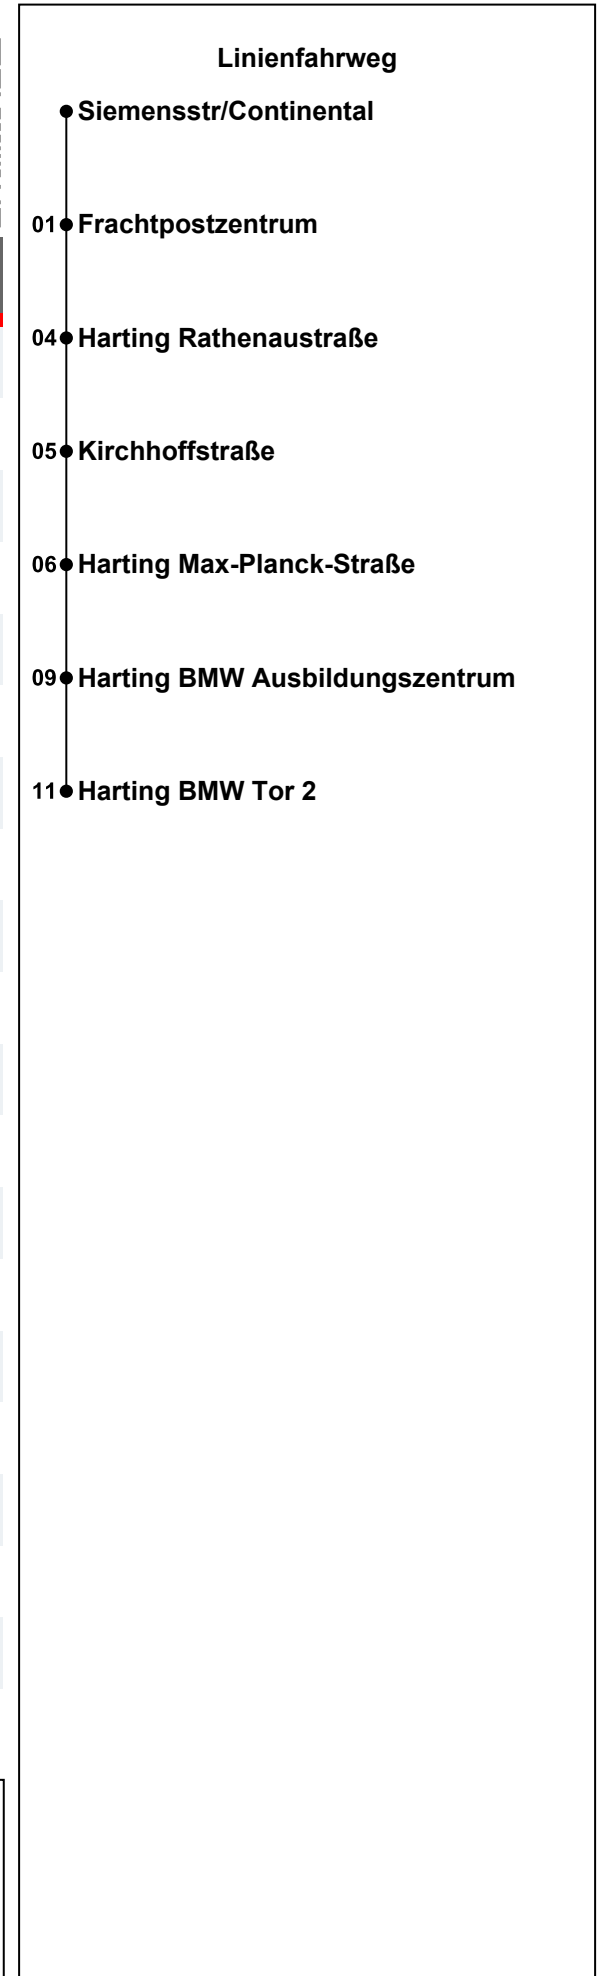 Linienfahrweg
Siemensstr/Continental
01 Frachtpostzentrum
04 Harting Rathenaustraße
05 Kirchhoffstraße
06 Harting Max-Planck-Straße
09 Harting BMW Ausbildungszentrum
11 Harting BMW Tor 2